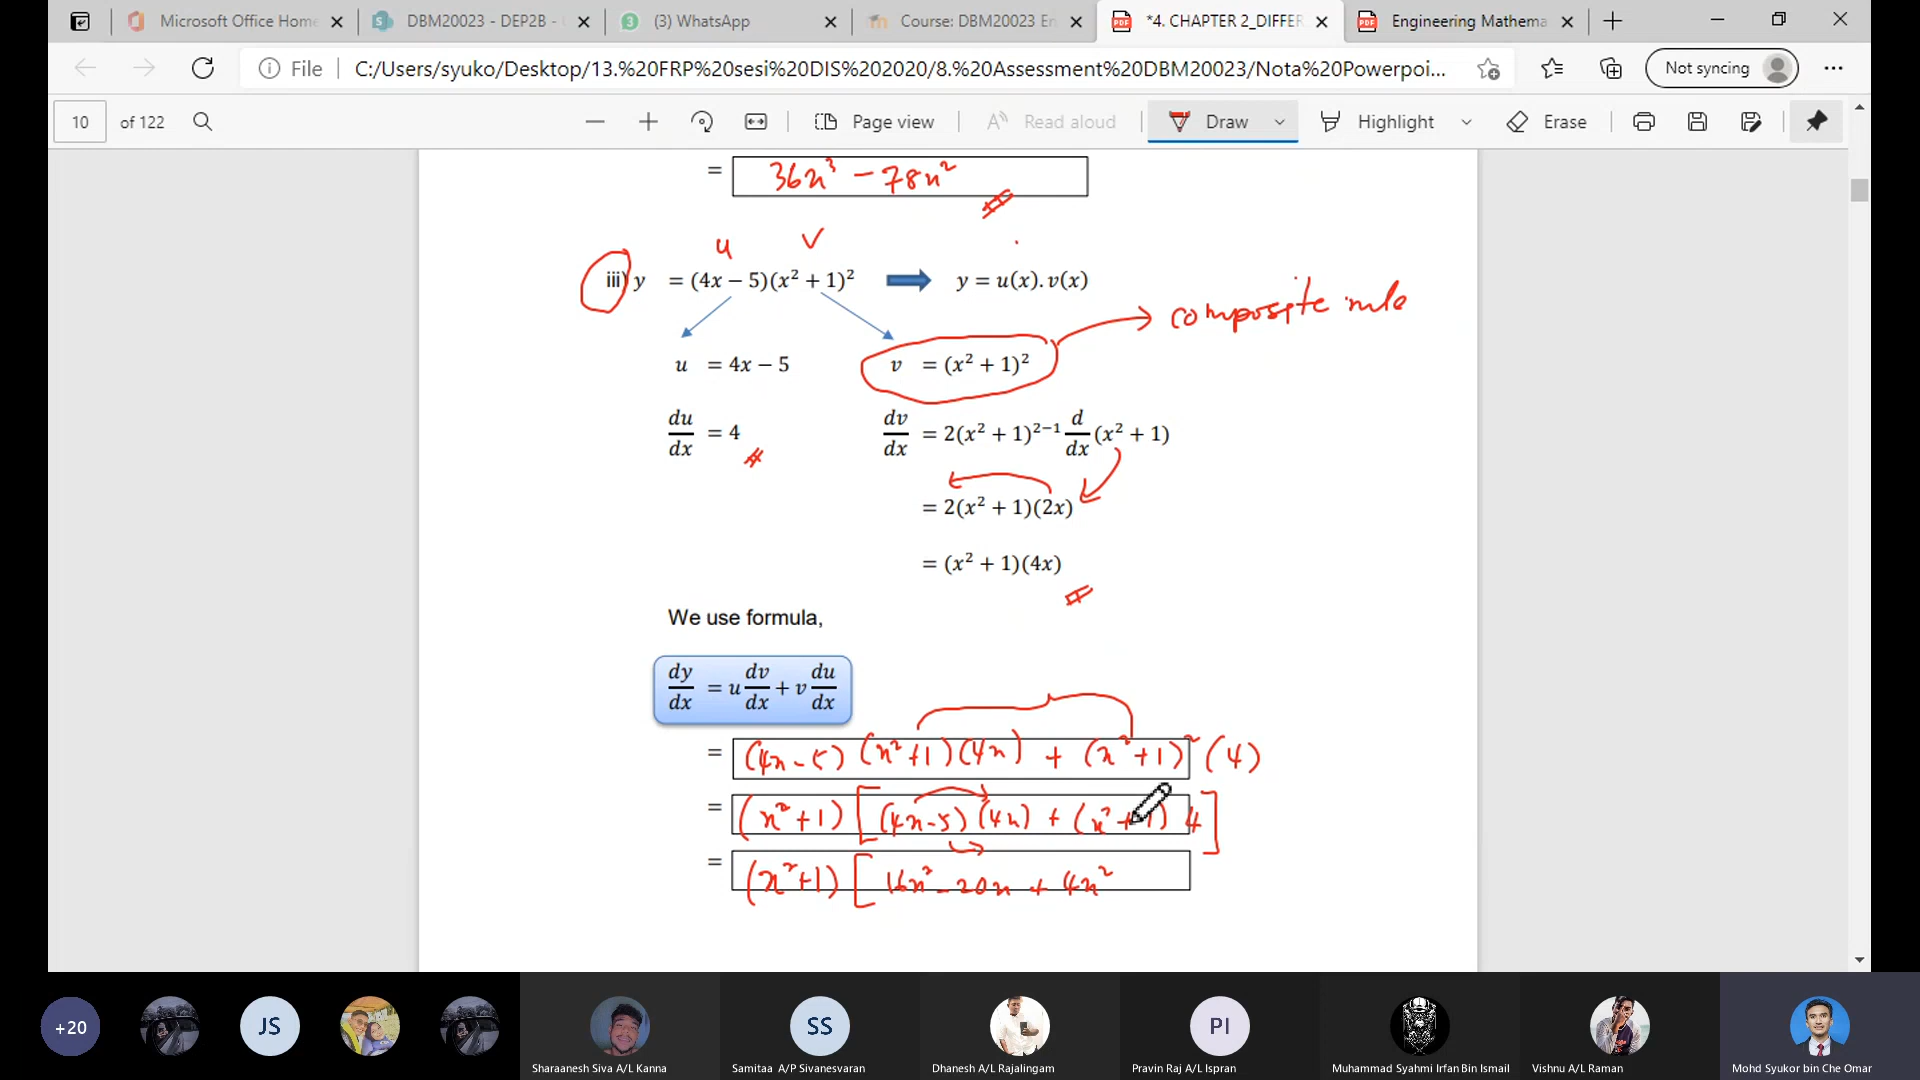 Microsoft Office Home
DBM20023 - DEP2B -
3 (3) WhatsApp
Course: DBM20023 En
*4. CHAPTER 2_DIFFER
Engineering Mathema
File C:/Users/syuko/Desktop/13.%20FRP%20sesi%20DIS%202020/8.%20Assessment%20DBM20023/Nota%20Powerpoi... Not syncing
10 of 122 Page view Read aloud Draw Highlight Erase
= 36x³ - 78x²
u v
iii) y = (4x − 5)(x² + 1)² y = u(x). v(x)
composite rule
u = 4x − 5 v = (x² + 1)²
du/dx = 4 dv/dx = 2(x² + 1)²⁻¹ d/dx (x² + 1)
= 2(x² + 1)(2x)
= (x² + 1)(4x)
We use formula,
dy/dx = u dv/dx + v du/dx
= (4x-5) (x²+1)(4x) + (x²+1)² (4)
= (x²+1) [(4x-5)(4x) + (x²+1) 4]
= (x²+1) [16x² - 20x + 4x²
+20
JS
SS
PI
Sharaanesh Siva A/L Kanna
Samitaa A/P Sivanesvaran
Dhanesh A/L Rajalingam
Pravin Raj A/L Ispran
Muhammad Syahmi Irfan Bin Ismail
Vishnu A/L Raman
Mohd Syukor bin Che Omar